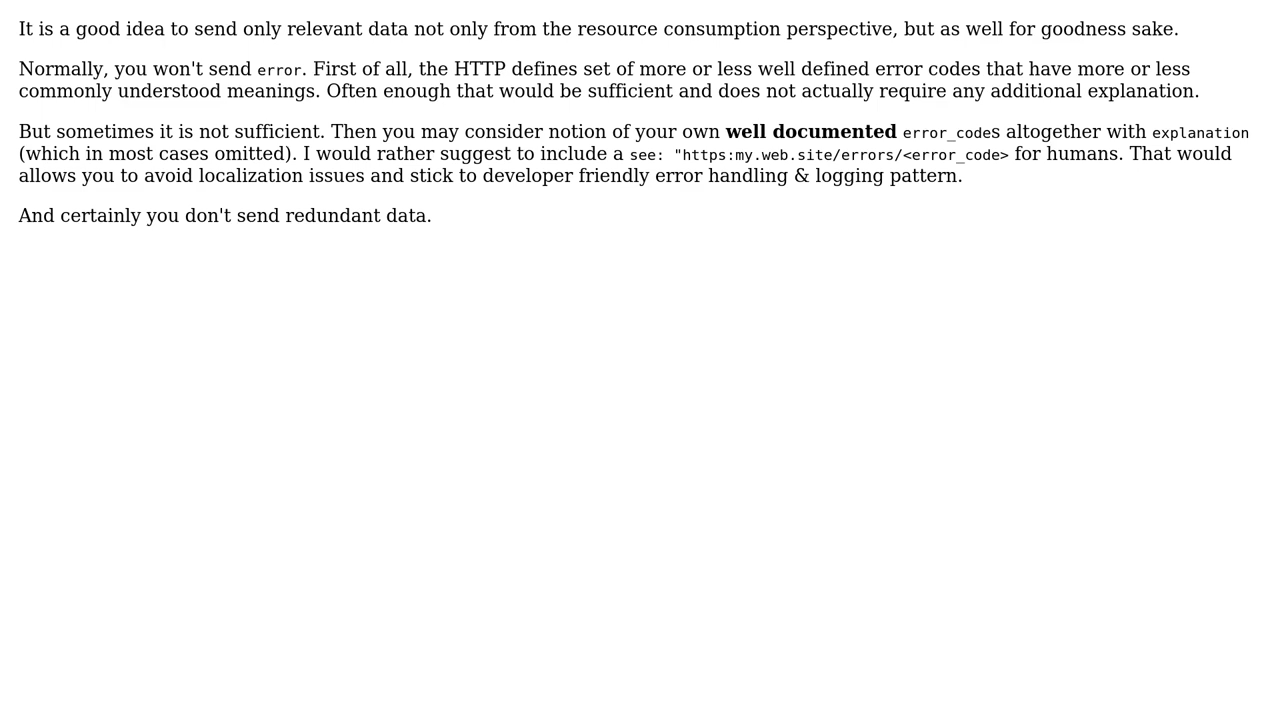 It is a good idea to send only relevant data not only from the resource consumption perspective, but as well for goodness sake.
Normally, you won't send error. First of all, the HTTP defines set of more or less well defined error codes that have more or less
commonly understood meanings. Often enough that would be sufficient and does not actually require any additional explanation.
But sometimes it is not sufficient. Then you may consider notion of your own well documented error_codes altogether with explanation
(which in most cases omitted). I would rather suggest to include a see: "https:my.web.site/errors/<error_code> for humans. That would
allows you to avoid localization issues and stick to developer friendly error handling & logging pattern.
And certainly you don't send redundant data.